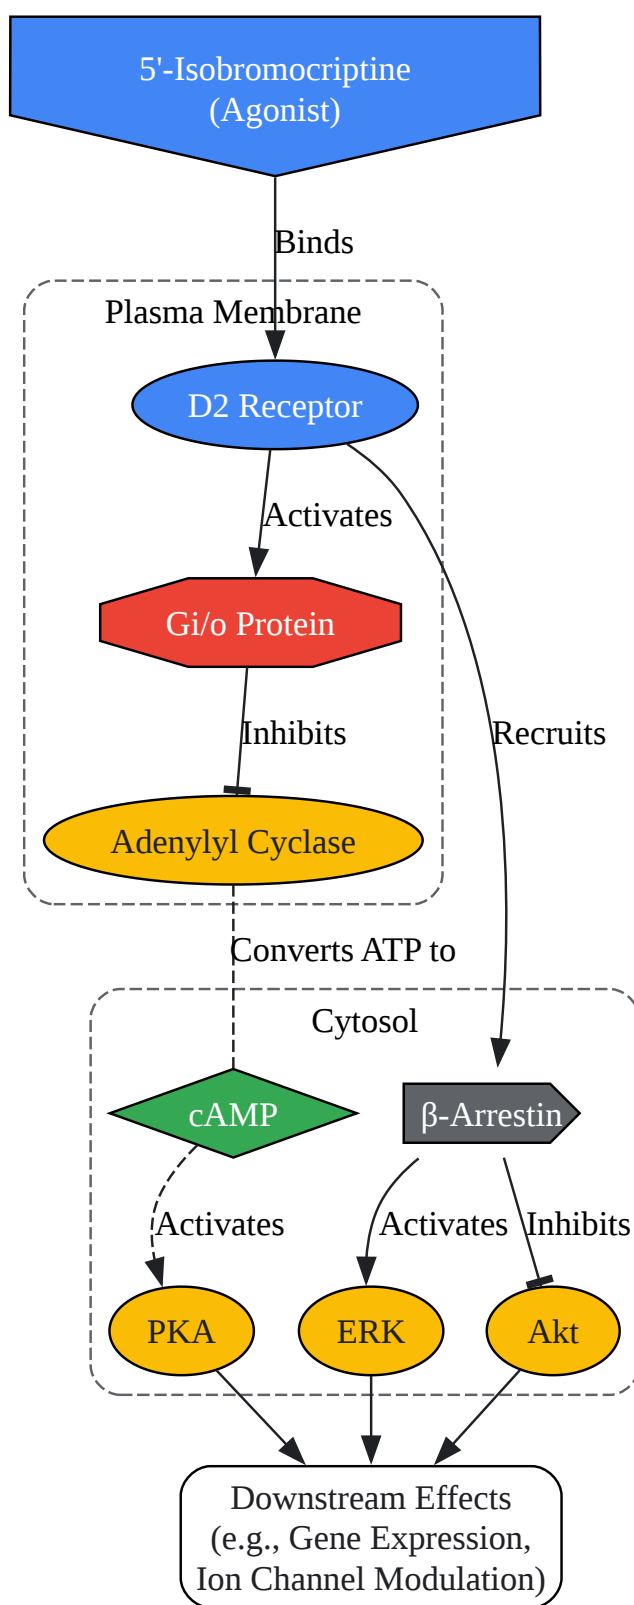 5'-Isobromocriptine
(Agonist)
Binds
Plasma Membrane
D2 Receptor
Activates
Gi/o Protein
Inhibits
Recruits
Adenylyl Cyclase
Converts ATP to
Cytosol
cAMP
β-Arrestin
Activates
Activates
Inhibits
PKA
ERK
Akt
Downstream Effects
(e.g., Gene Expression,
Ion Channel Modulation)